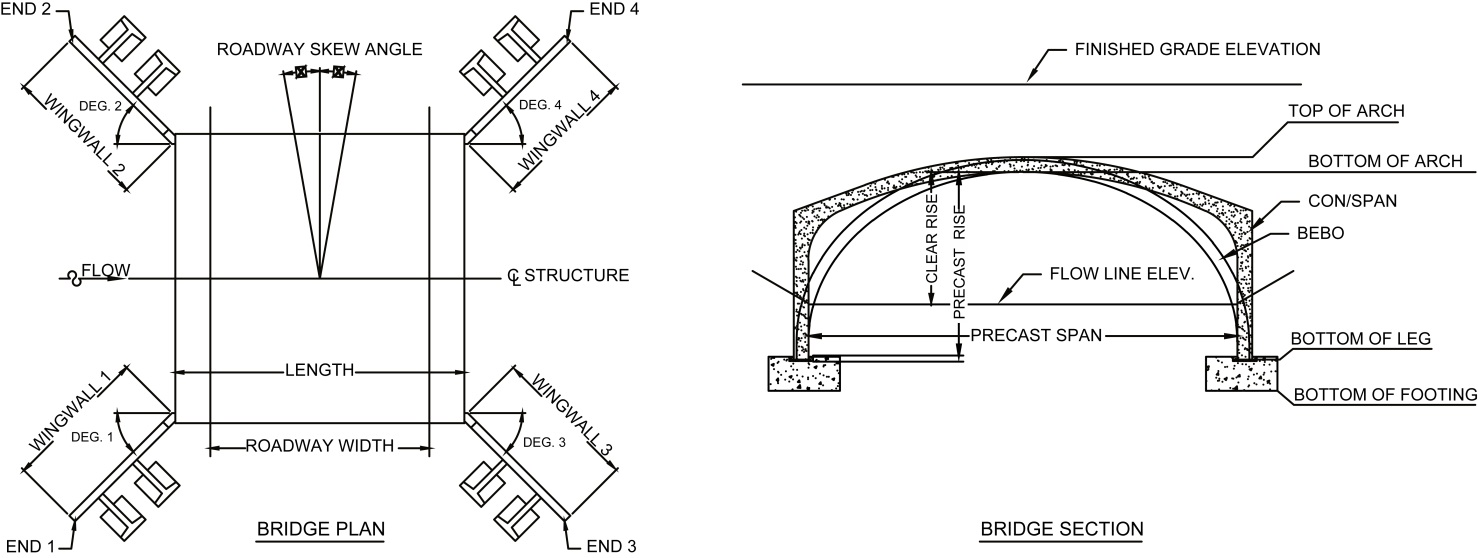 END 2
END 4
ROADWAY SKEW ANGLE
DEG. 2
DEG. 4
WINGWALL 2
WINGWALL 4
FLOW
℄ STRUCTURE
LENGTH
WINGWALL 1
WINGWALL 3
DEG. 1
DEG. 3
ROADWAY WIDTH
END 1
END 3
BRIDGE PLAN
FINISHED GRADE ELEVATION
TOP OF ARCH
BOTTOM OF ARCH
CON/SPAN
BEBO
CLEAR RISE
PRECAST RISE
FLOW LINE ELEV.
PRECAST SPAN
BOTTOM OF LEG
BOTTOM OF FOOTING
BRIDGE SECTION